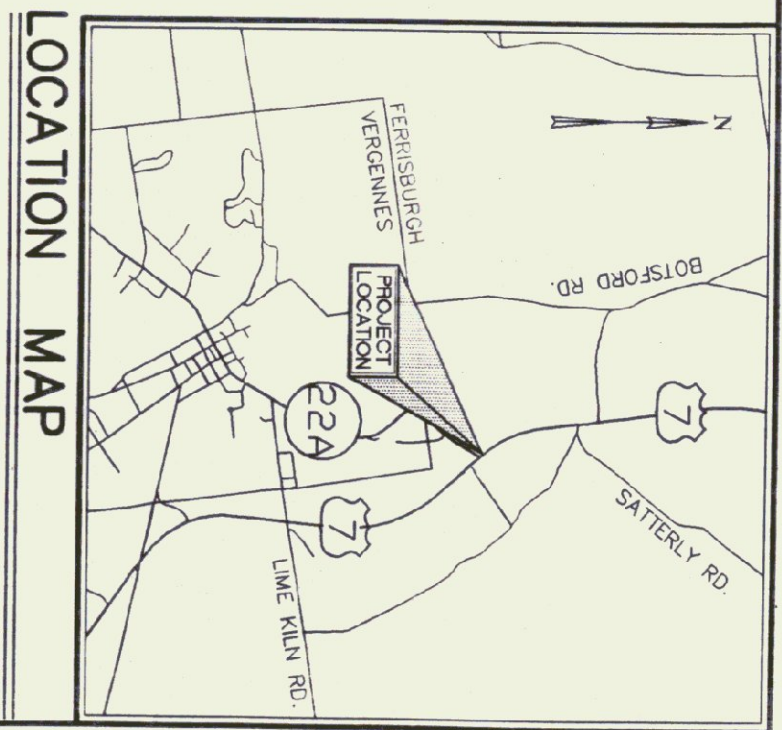 N
FERRISBURGH
VERGENNES
BOTSFORD RD.
PROJECT
LOCATION
7
22A
SATTERLY RD.
7
LIME KILN RD.
LOCATION MAP